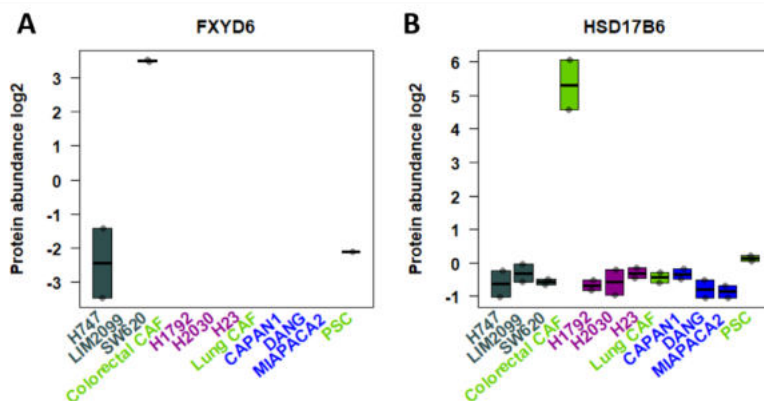 A
FXYD6
Protein abundance log2
3
2
1
0
-1
-2
-3
H747
LIM2099
SW620
Colorectal CAF
H1792
H2030
H23
Lung CAF
CAPAN1
DANG
MIAPACA2
PSC
B
HSD17B6
Protein abundance log2
6
5
4
3
2
1
0
-1
H747
LIM2099
SW620
Colorectal CAF
H1792
H2030
H23
Lung CAF
CAPAN1
DANG
MIAPACA2
PSC